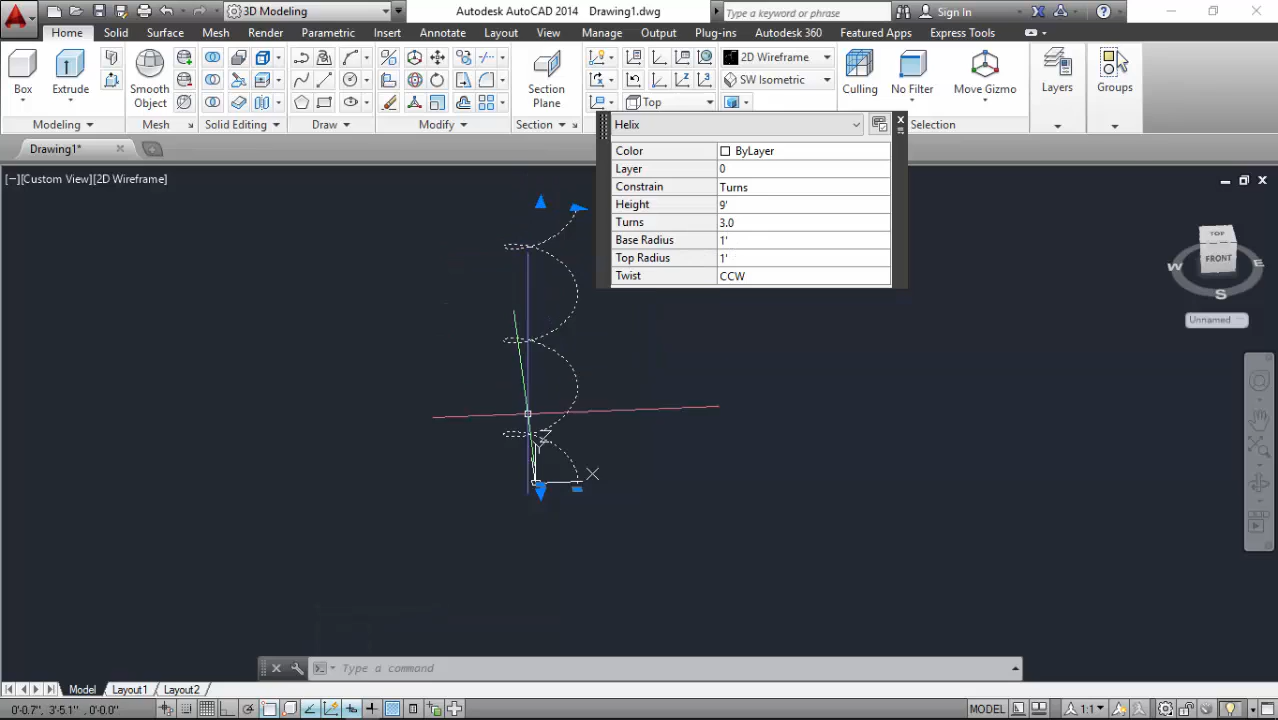 3D Modeling
Autodesk AutoCAD 2014 Drawing1.dwg
Type a keyword or phrase
Sign In
Home Solid Surface Mesh Render Parametric Insert Annotate Layout View Manage Output Plug-ins Autodesk 360 Featured Apps Express Tools
Box
Extrude
Smooth
Object
Section
Plane
2D Wireframe
SW Isometric
Top
Culling
No Filter
Move Gizmo
Layers
Groups
Modeling Mesh Solid Editing Draw Modify Section Selection
Drawing1*
Helix
Color ByLayer
Layer 0
Constrain Turns
Height 9'
Turns 3.0
Base Radius 1'
Top Radius 1'
Twist CCW
[−][Custom View][2D Wireframe]
TOP
FRONT
W
E
S
Unnamed
Z
X
Type a command
Model Layout1 Layout2
0'-0.7", 3'-5.1" , 0'-0.0"
MODEL
1:1